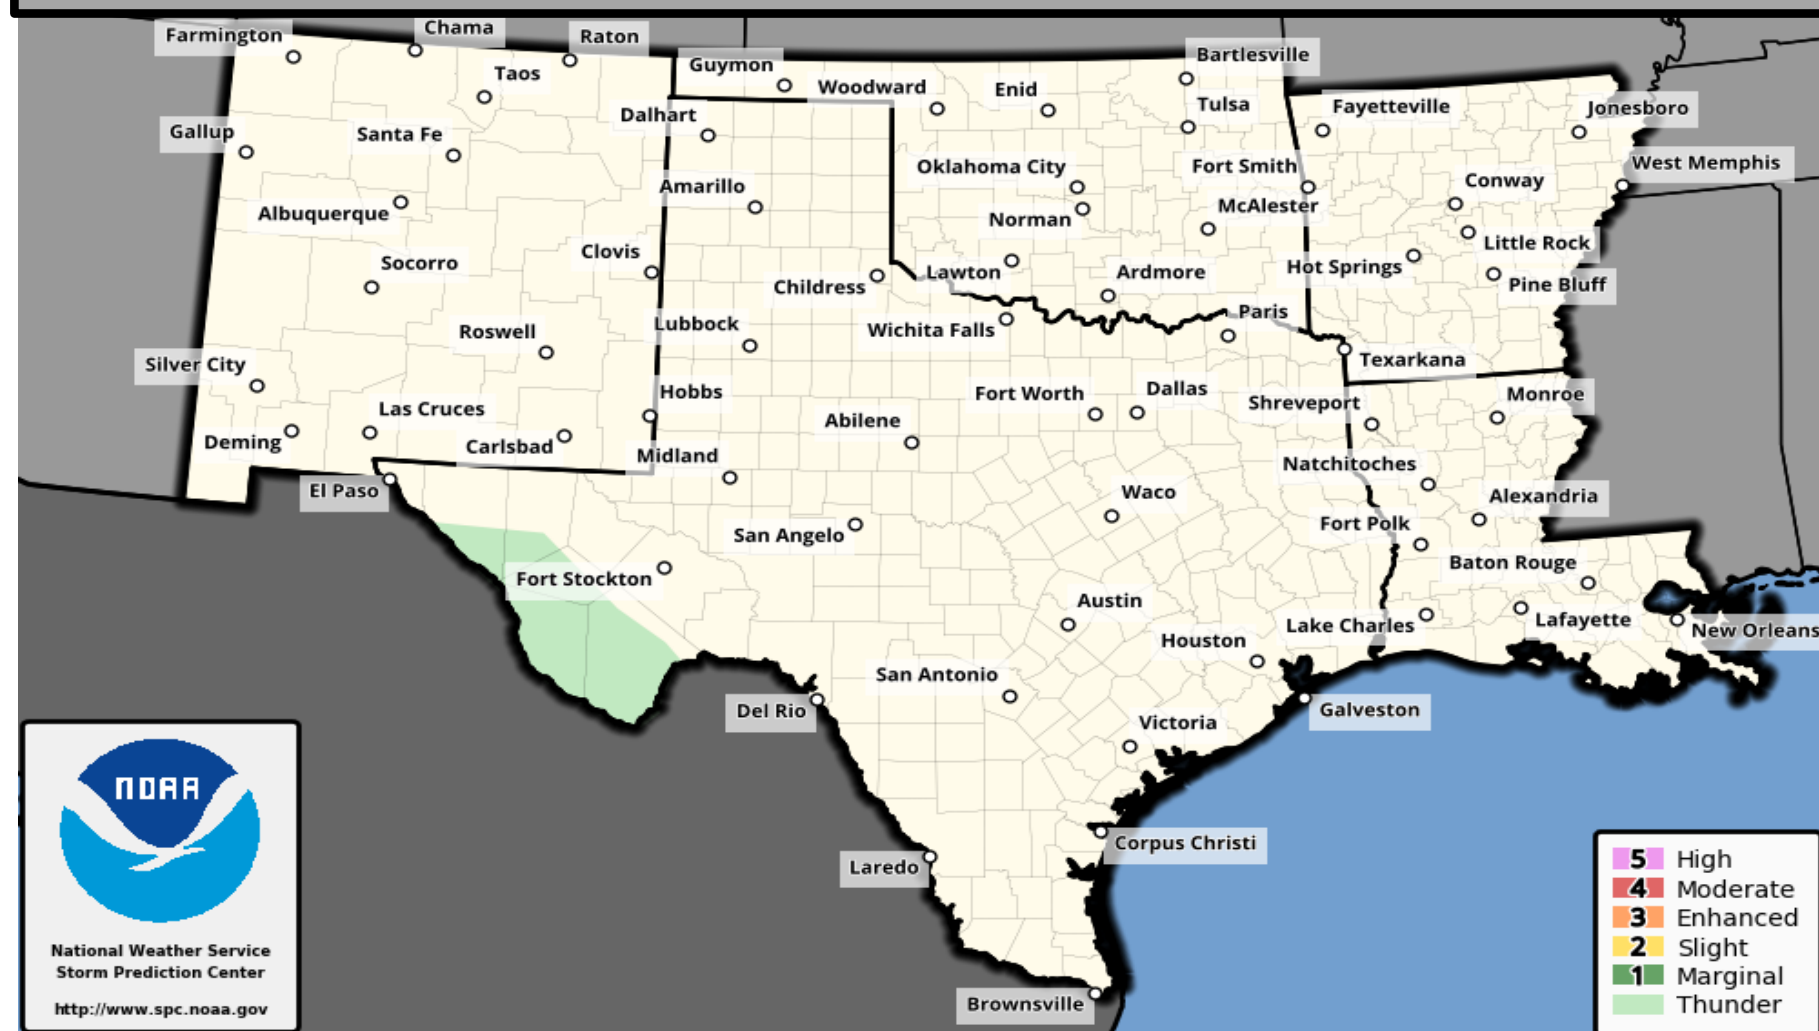 Farmington
Chama
Raton
Taos
Guymon
Woodward
Enid
Bartlesville
Tulsa
Fayetteville
Jonesboro
Gallup
Santa Fe
Dalhart
Oklahoma City
Fort Smith
Conway
West Memphis
Albuquerque
Amarillo
Norman
McAlester
Little Rock
Socorro
Clovis
Childress
Lawton
Ardmore
Hot Springs
Pine Bluff
Roswell
Lubbock
Wichita Falls
Paris
Texarkana
Silver City
Las Cruces
Hobbs
Fort Worth
Dallas
Shreveport
Monroe
Deming
Carlsbad
Midland
Abilene
Natchitoches
El Paso
San Angelo
Waco
Fort Polk
Alexandria
Fort Stockton
Austin
Baton Rouge
Houston
Lake Charles
Lafayette
New Orleans
Del Rio
San Antonio
Victoria
Galveston
Laredo
Corpus Christi
Brownsville
NOAA
National Weather Service
Storm Prediction Center
http://www.spc.noaa.gov
5 High
4 Moderate
3 Enhanced
2 Slight
1 Marginal
Thunder